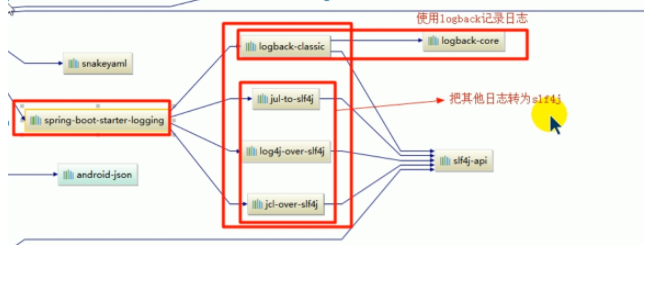 使用logback记录日志
logback-classic
logback-core
snakeyaml
jul-to-slf4j
把其他日志转为slf4j
spring-boot-starter-logging
log4j-over-slf4j
slf4j-api
android-json
jcl-over-slf4j